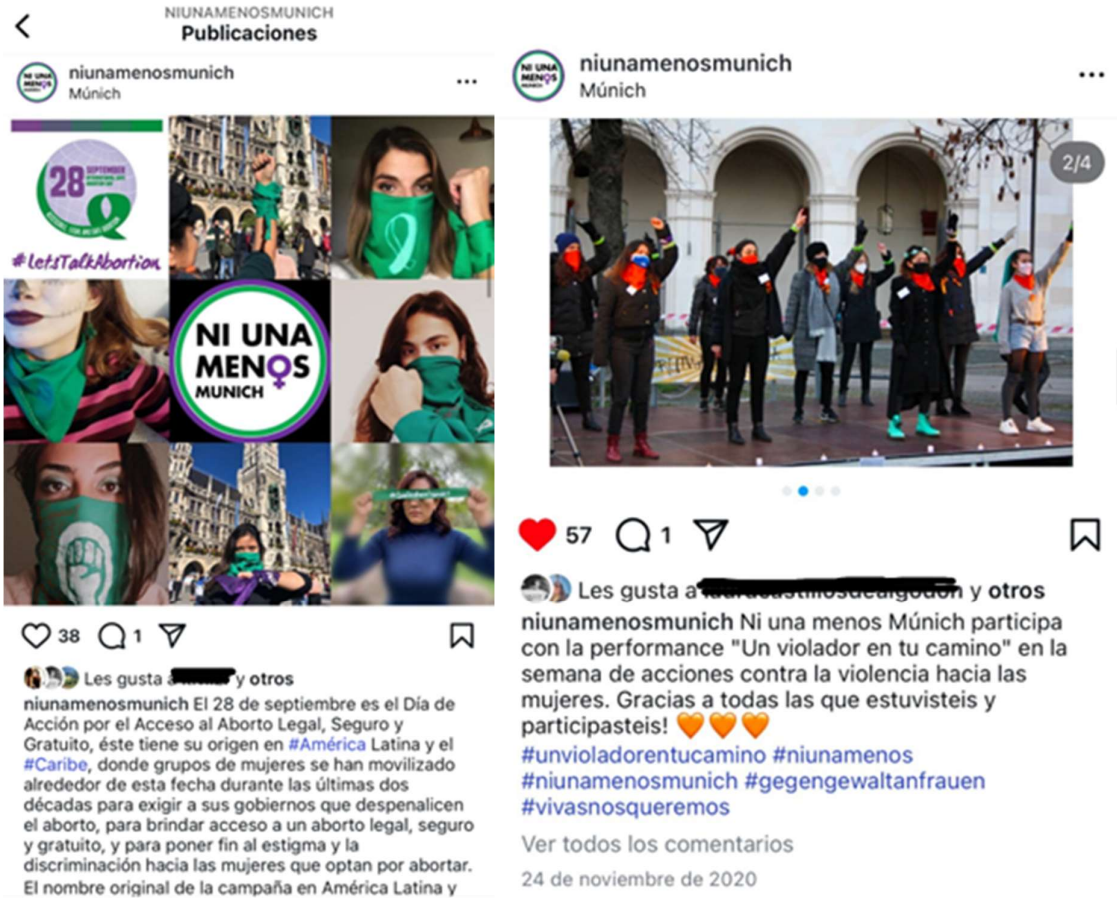 NIUNAMENOSMUNICH
Publicaciones
niunamenosmunich
Múnich
28
SEPTEMBER
#LetsTalkAbortion
NI UNA
MENOS
MUNICH
38
1
Les gusta a
y otros
niunamenosmunich El 28 de septiembre es el Día de
Acción por el Acceso al Aborto Legal, Seguro y
Gratuito, éste tiene su origen en #América Latina y el
#Caribe, donde grupos de mujeres se han movilizado
alrededor de esta fecha durante las últimas dos
décadas para exigir a sus gobiernos que despenalicen
el aborto, para brindar acceso a un aborto legal, seguro
y gratuito, y para poner fin al estigma y la
discriminación hacia las mujeres que optan por abortar.
El nombre original de la campaña en América Latina y
NI UNA
MENOS
MUNICH
niunamenosmunich
Múnich
2/4
57
1
Les gusta a
y otros
niunamenosmunich Ni una menos Múnich participa
con la performance "Un violador en tu camino" en la
semana de acciones contra la violencia hacia las
mujeres. Gracias a todas las que estuvisteis y
participasteis! 🧡🧡🧡
#unvioladorentucamino #niunamenos
#niunamenosmunich #gegengewaltanfrauen
#vivasnosqueremos
Ver todos los comentarios
24 de noviembre de 2020